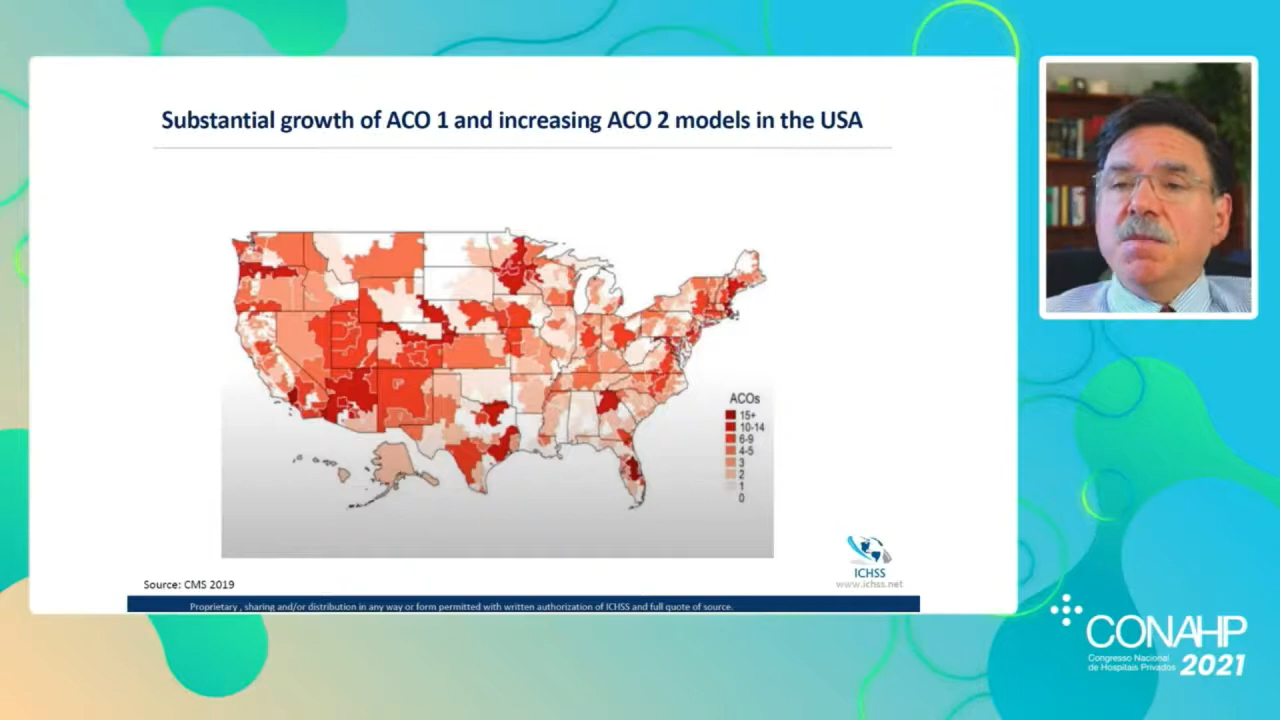 Substantial growth of ACO 1 and increasing ACO 2 models in the USA
ACOs
15+
10-14
6-9
4-5
3
2
1
0
ICHSS
www.ichss.net
Source: CMS 2019
Proprietary , sharing and/or distribution in any way or form permitted with written authorization of ICHSS and full quote of source.
CONAHP
Congresso Nacional
de Hospitais Privados
2021